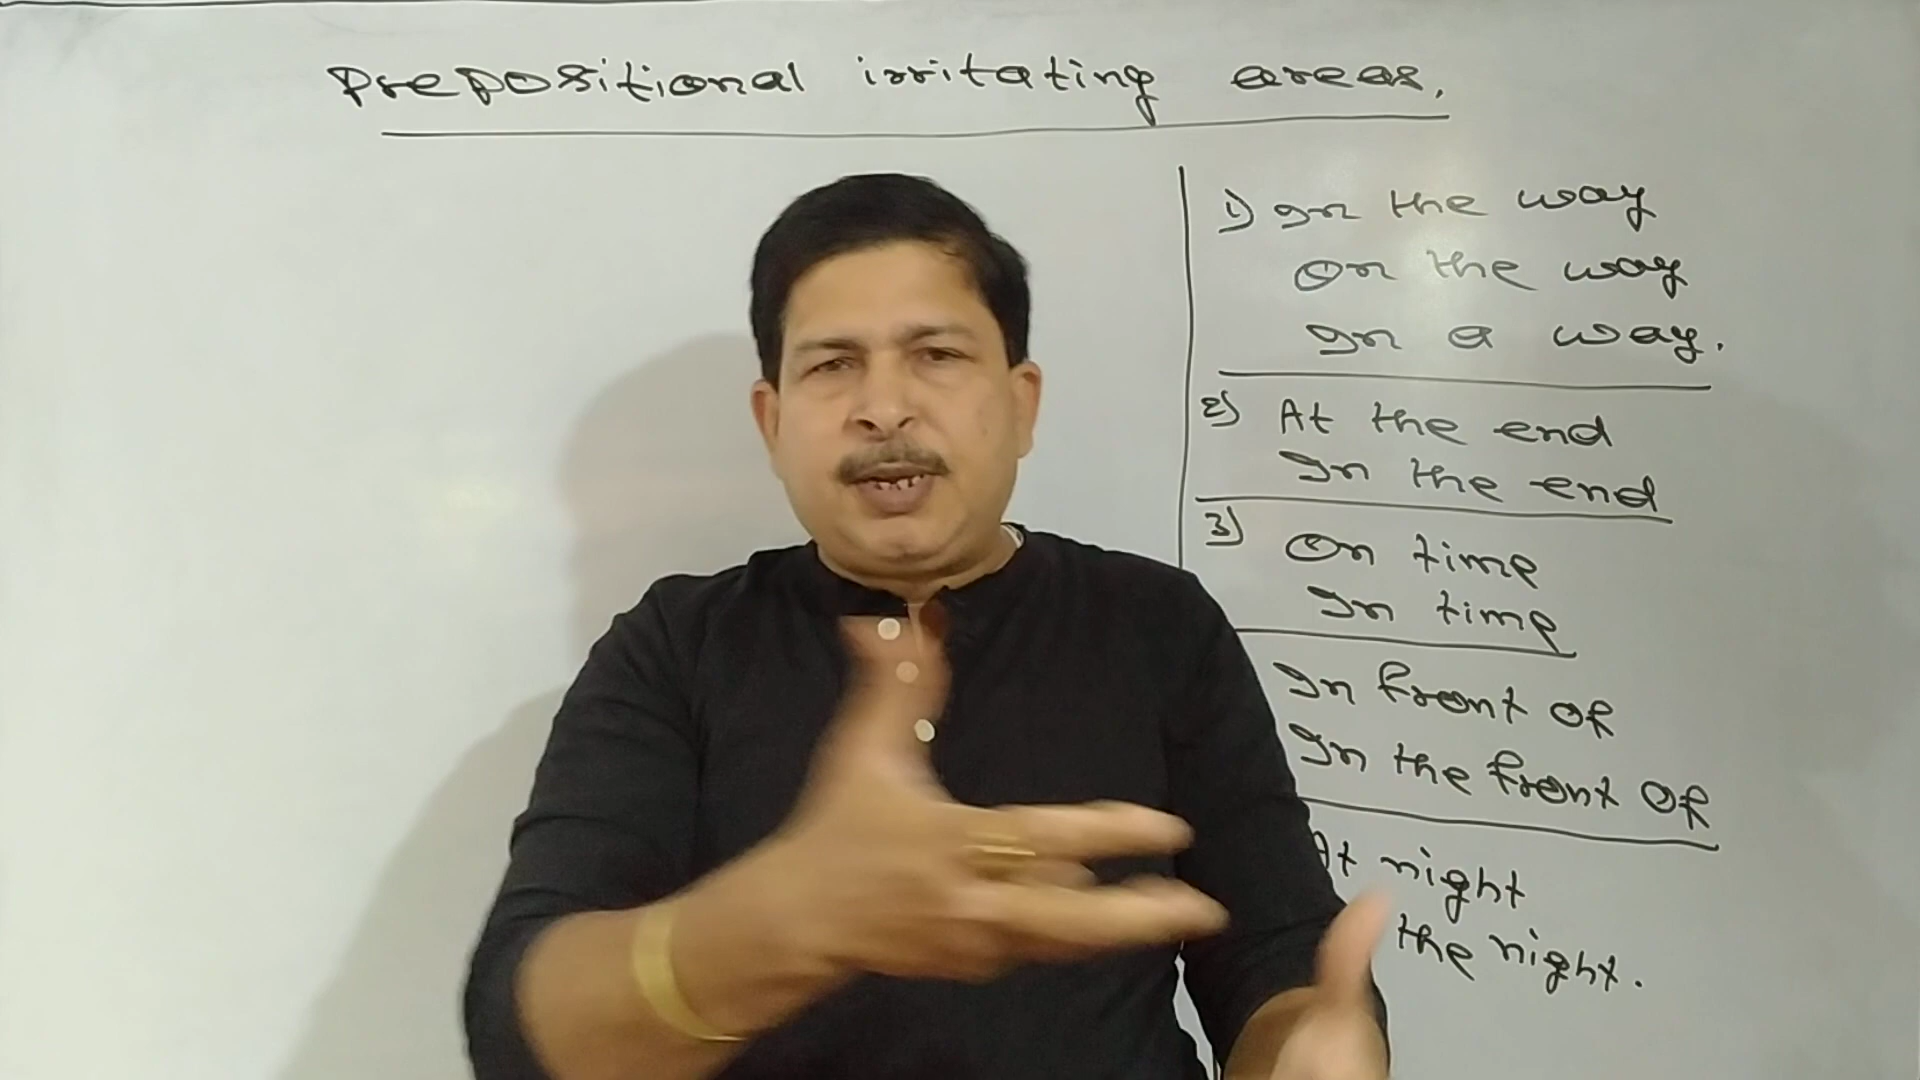 Prepositional irritating areas.
1) In the way
On the way
In a way.
2) At the end
In the end
3) On time
In time
In front of
In the front of
At night
the night.